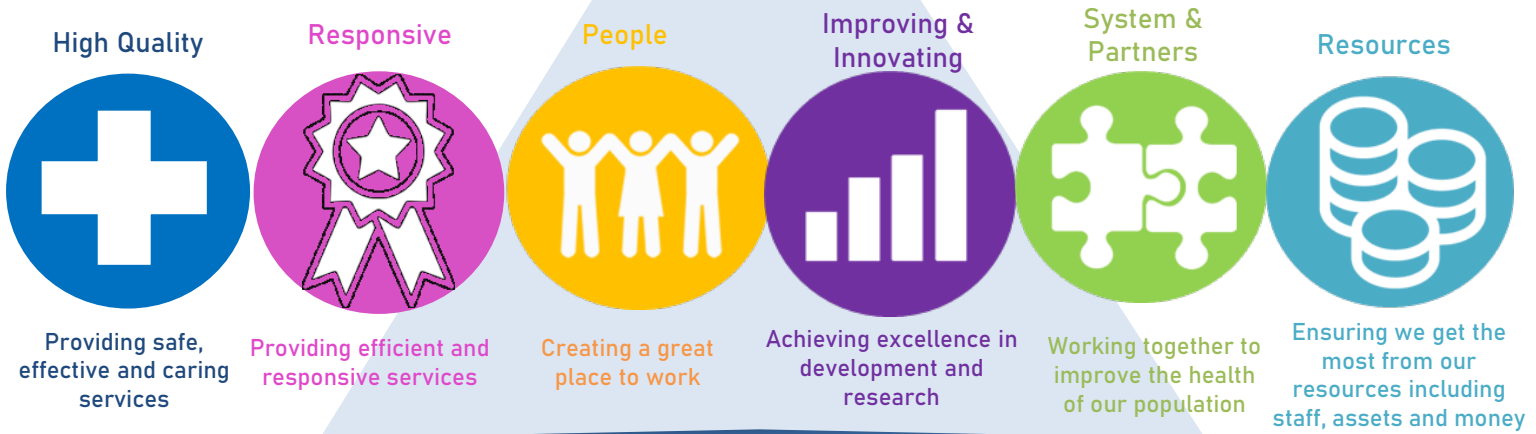 High Quality
Providing safe,
effective and caring
services
Responsive
Providing efficient and
responsive services
People
Creating a great
place to work
Improving &
Innovating
Achieving excellence in
development and
research
System &
Partners
Working together to
improve the health
of our population
Resources
Ensuring we get the
most from our
resources including
staff, assets and money